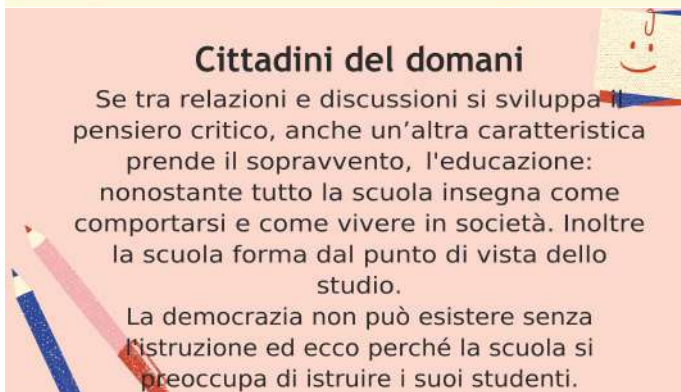 Cittadini del domani
Se tra relazioni e discussioni si sviluppa il
pensiero critico, anche un’altra caratteristica
prende il sopravvento, l'educazione:
nonostante tutto la scuola insegna come
comportarsi e come vivere in società. Inoltre
la scuola forma dal punto di vista dello
studio.
La democrazia non può esistere senza
l'istruzione ed ecco perché la scuola si
preoccupa di istruire i suoi studenti.